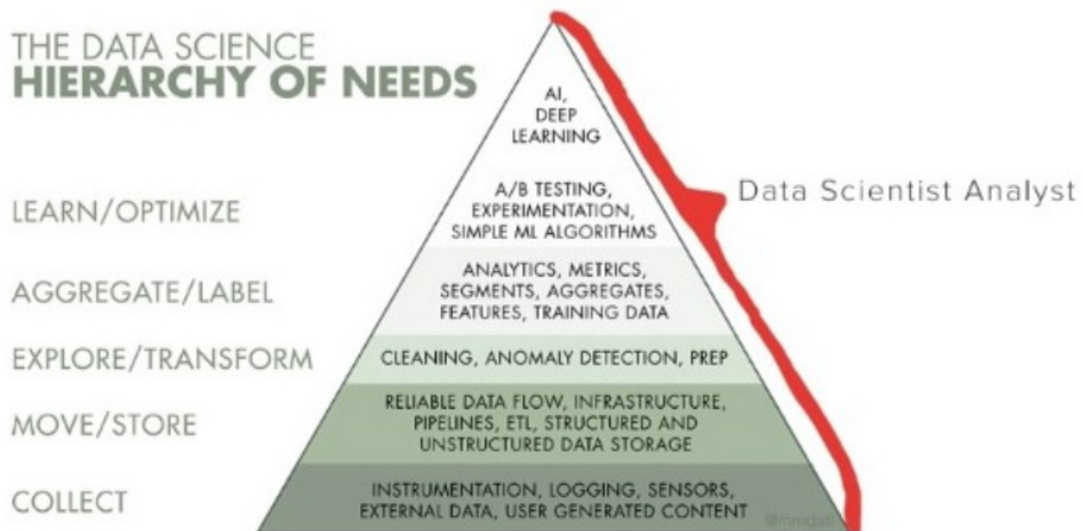 THE DATA SCIENCE
HIERARCHY OF NEEDS
AI,
DEEP
LEARNING
LEARN/OPTIMIZE
A/B TESTING,
EXPERIMENTATION,
SIMPLE ML ALGORITHMS
Data Scientist Analyst
AGGREGATE/LABEL
ANALYTICS, METRICS,
SEGMENTS, AGGREGATES,
FEATURES, TRAINING DATA
EXPLORE/TRANSFORM
CLEANING, ANOMALY DETECTION, PREP
MOVE/STORE
RELIABLE DATA FLOW, INFRASTRUCTURE,
PIPELINES, ETL, STRUCTURED AND
UNSTRUCTURED DATA STORAGE
COLLECT
INSTRUMENTATION, LOGGING, SENSORS,
EXTERNAL DATA, USER GENERATED CONTENT